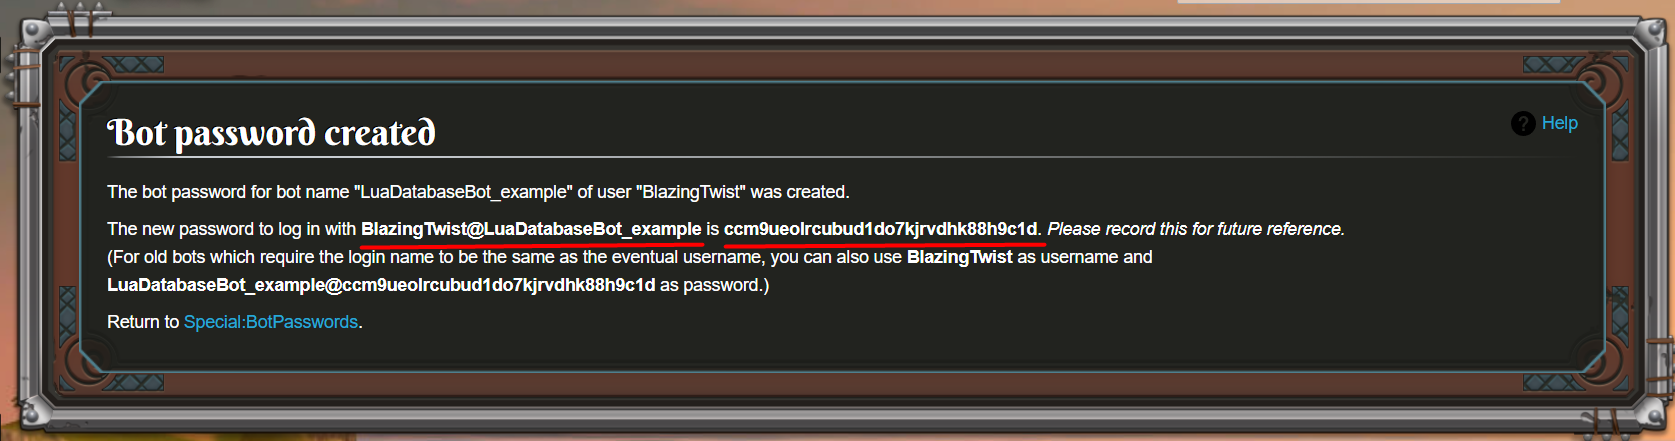 Bot password created
Help
The bot password for bot name "LuaDatabaseBot_example" of user "BlazingTwist" was created.
The new password to log in with BlazingTwist@LuaDatabaseBot_example is ccm9ueolrcubud1do7kjrvdhk88h9c1d. Please record this for future reference.
(For old bots which require the login name to be the same as the eventual username, you can also use BlazingTwist as username and
LuaDatabaseBot_example@ccm9ueolrcubud1do7kjrvdhk88h9c1d as password.)
Return to Special:BotPasswords.